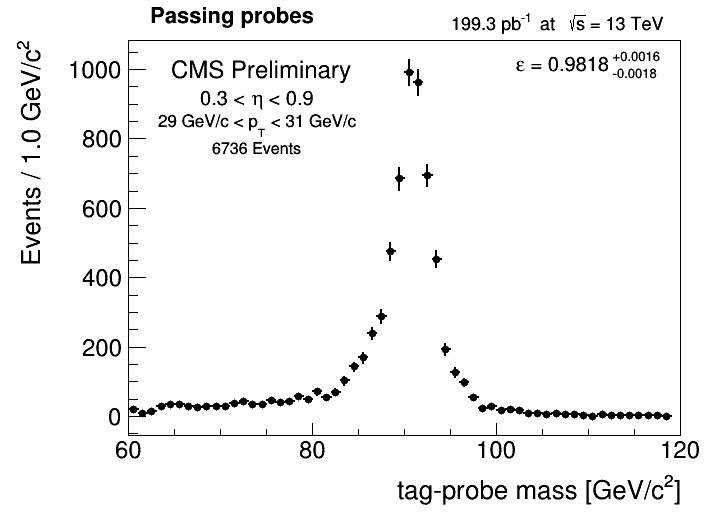 Passing probes
199.3 pb⁻¹ at √s = 13 TeV
CMS Preliminary
0.3 < η < 0.9
29 GeV/c < p_T < 31 GeV/c
6736 Events
ε = 0.9818 +0.0016 -0.0018
Events / 1.0 GeV/c²
1000
800
600
400
200
0
60 80 100 120
tag-probe mass [GeV/c²]